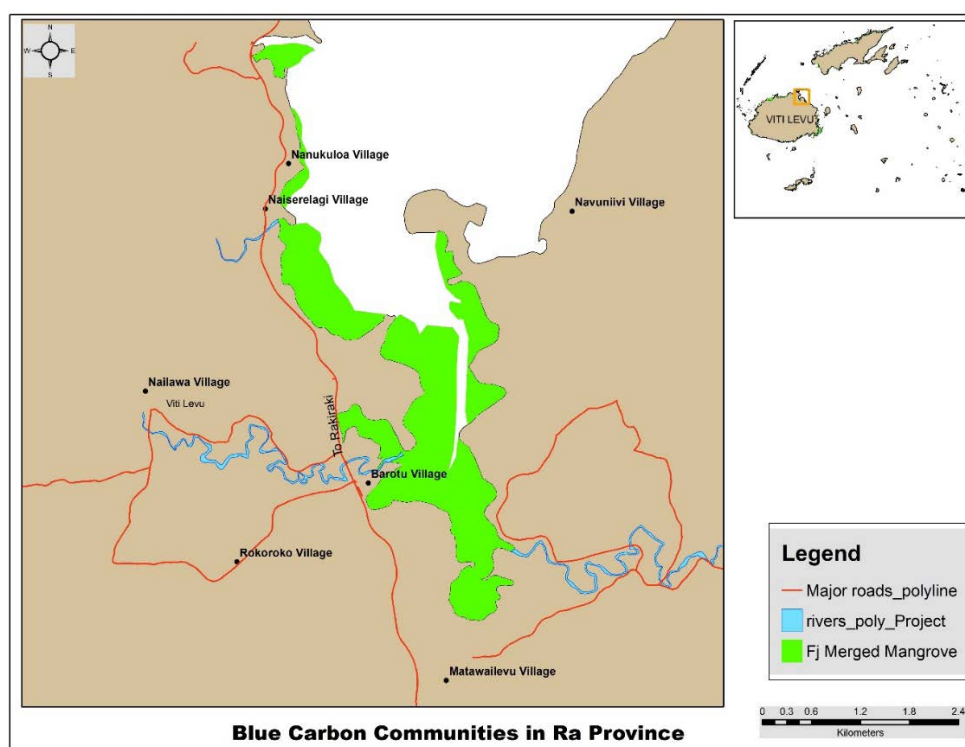 N
W E
S
VITI LEVU
Nanukuloa Village
Naiserelagi Village
Navuniivi Village
Nailawa Village
Viti Levu
To Rakiraki
Barotu Village
Rokoroko Village
Matawailevu Village
Legend
Major roads_polyline
rivers_poly_Project
Fj Merged Mangrove
0 0.3 0.6 1.2 1.8 2.4
Kilometers
Blue Carbon Communities in Ra Province